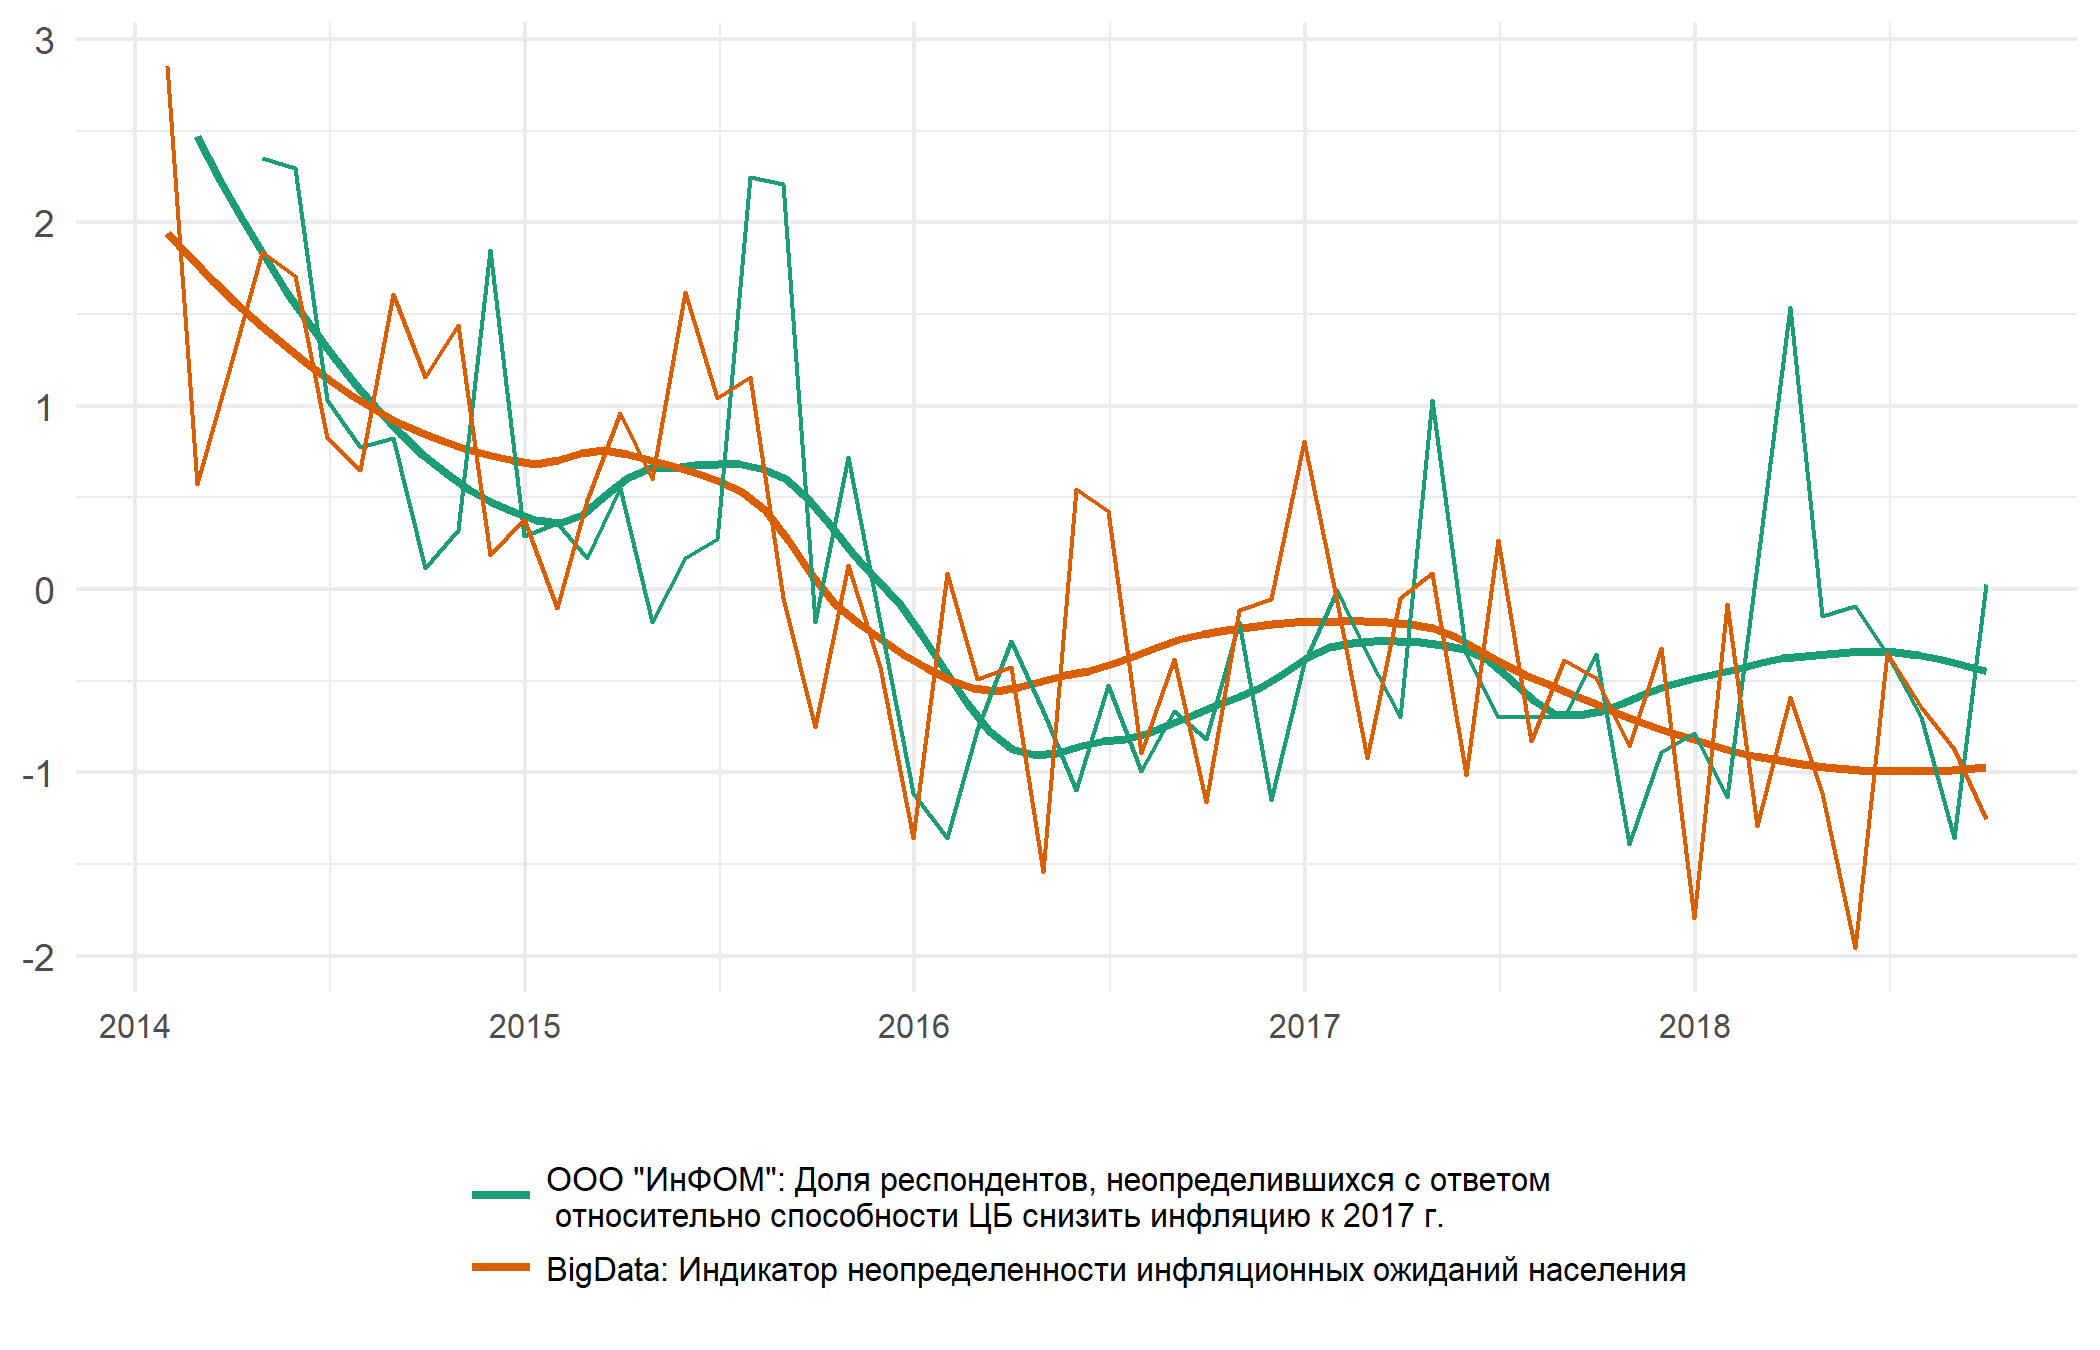 3
2
1
0
-1
-2
2014 2015 2016 2017 2018
ООО "ИнФОМ": Доля респондентов, неопределившихся с ответом
относительно способности ЦБ снизить инфляцию к 2017 г.
BigData: Индикатор неопределенности инфляционных ожиданий населения